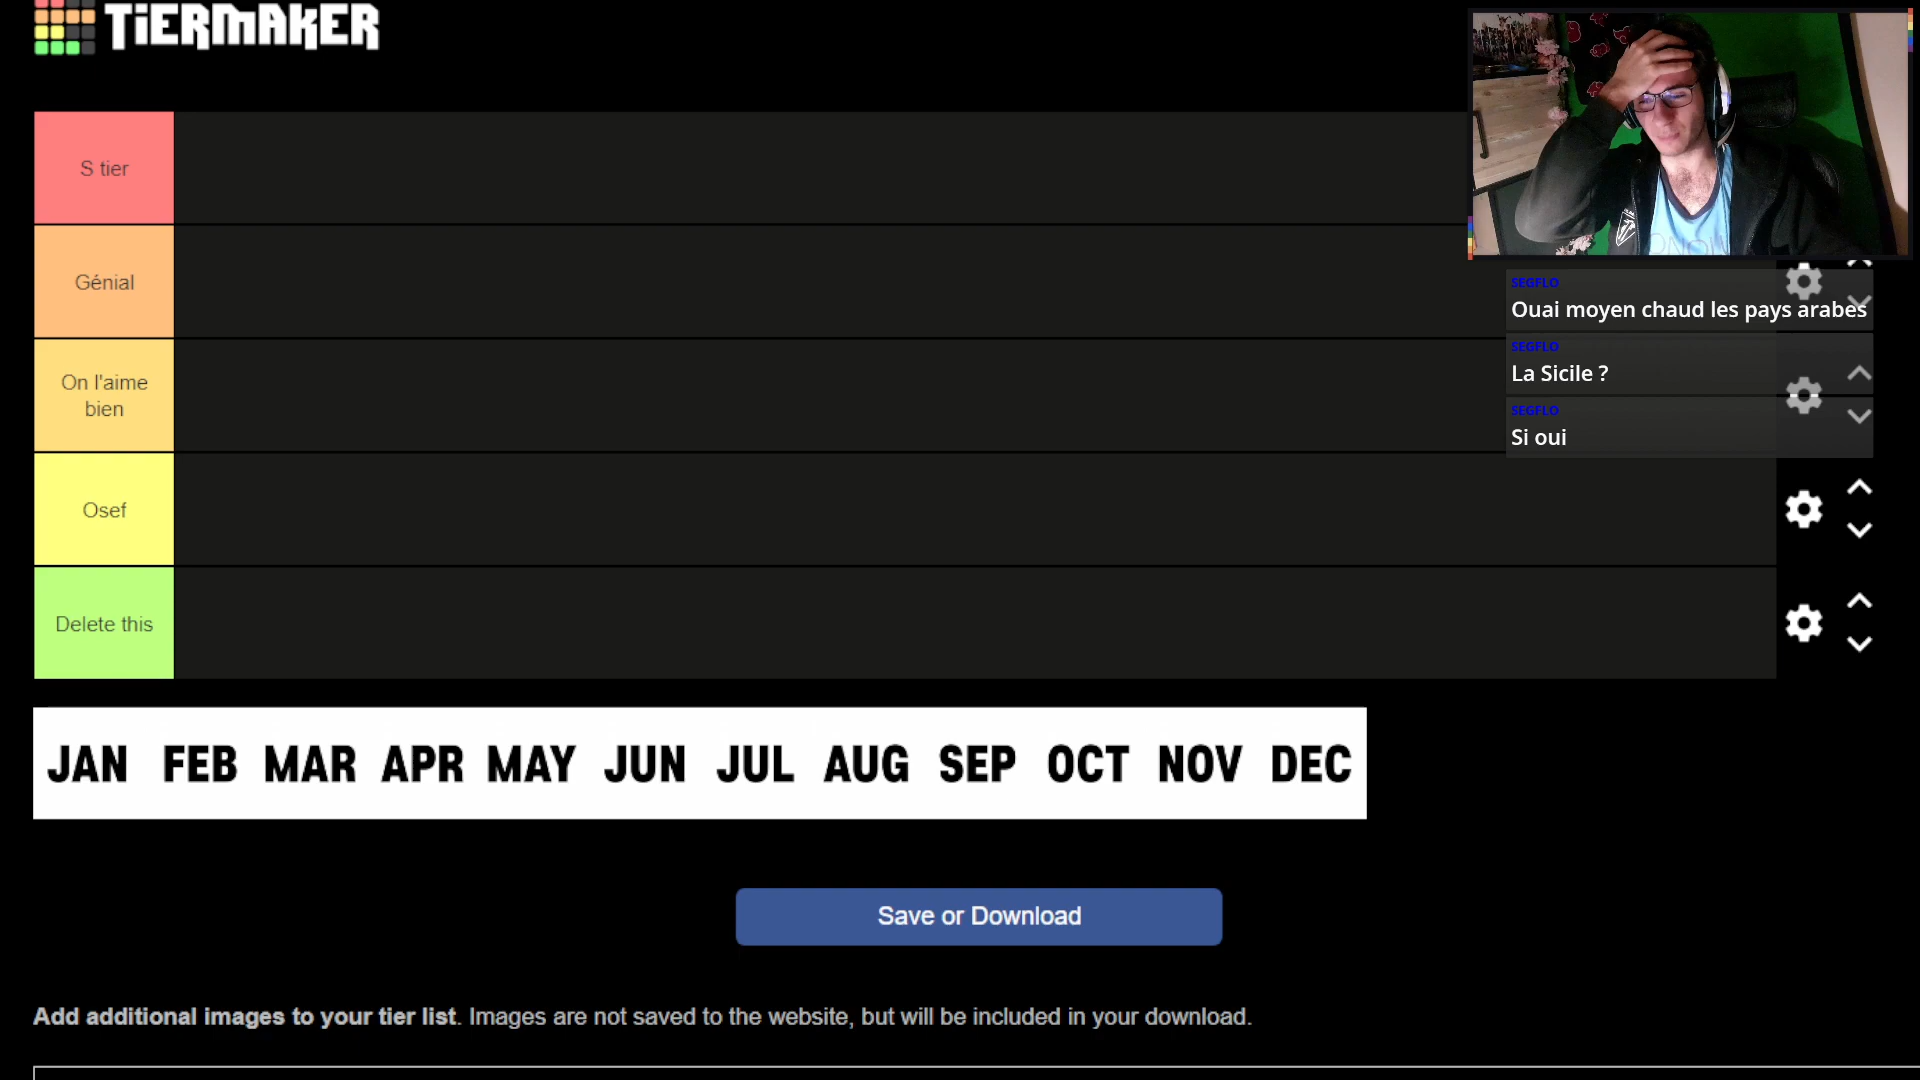 TiERMAKER
S tier
Génial
On l'aime
bien
Osef
Delete this
SEGFLO
Ouai moyen chaud les pays arabes
SEGFLO
La Sicile ?
SEGFLO
Si oui
JAN FEB MAR APR MAY JUN JUL AUG SEP OCT NOV DEC
Save or Download
Add additional images to your tier list. Images are not saved to the website, but will be included in your download.